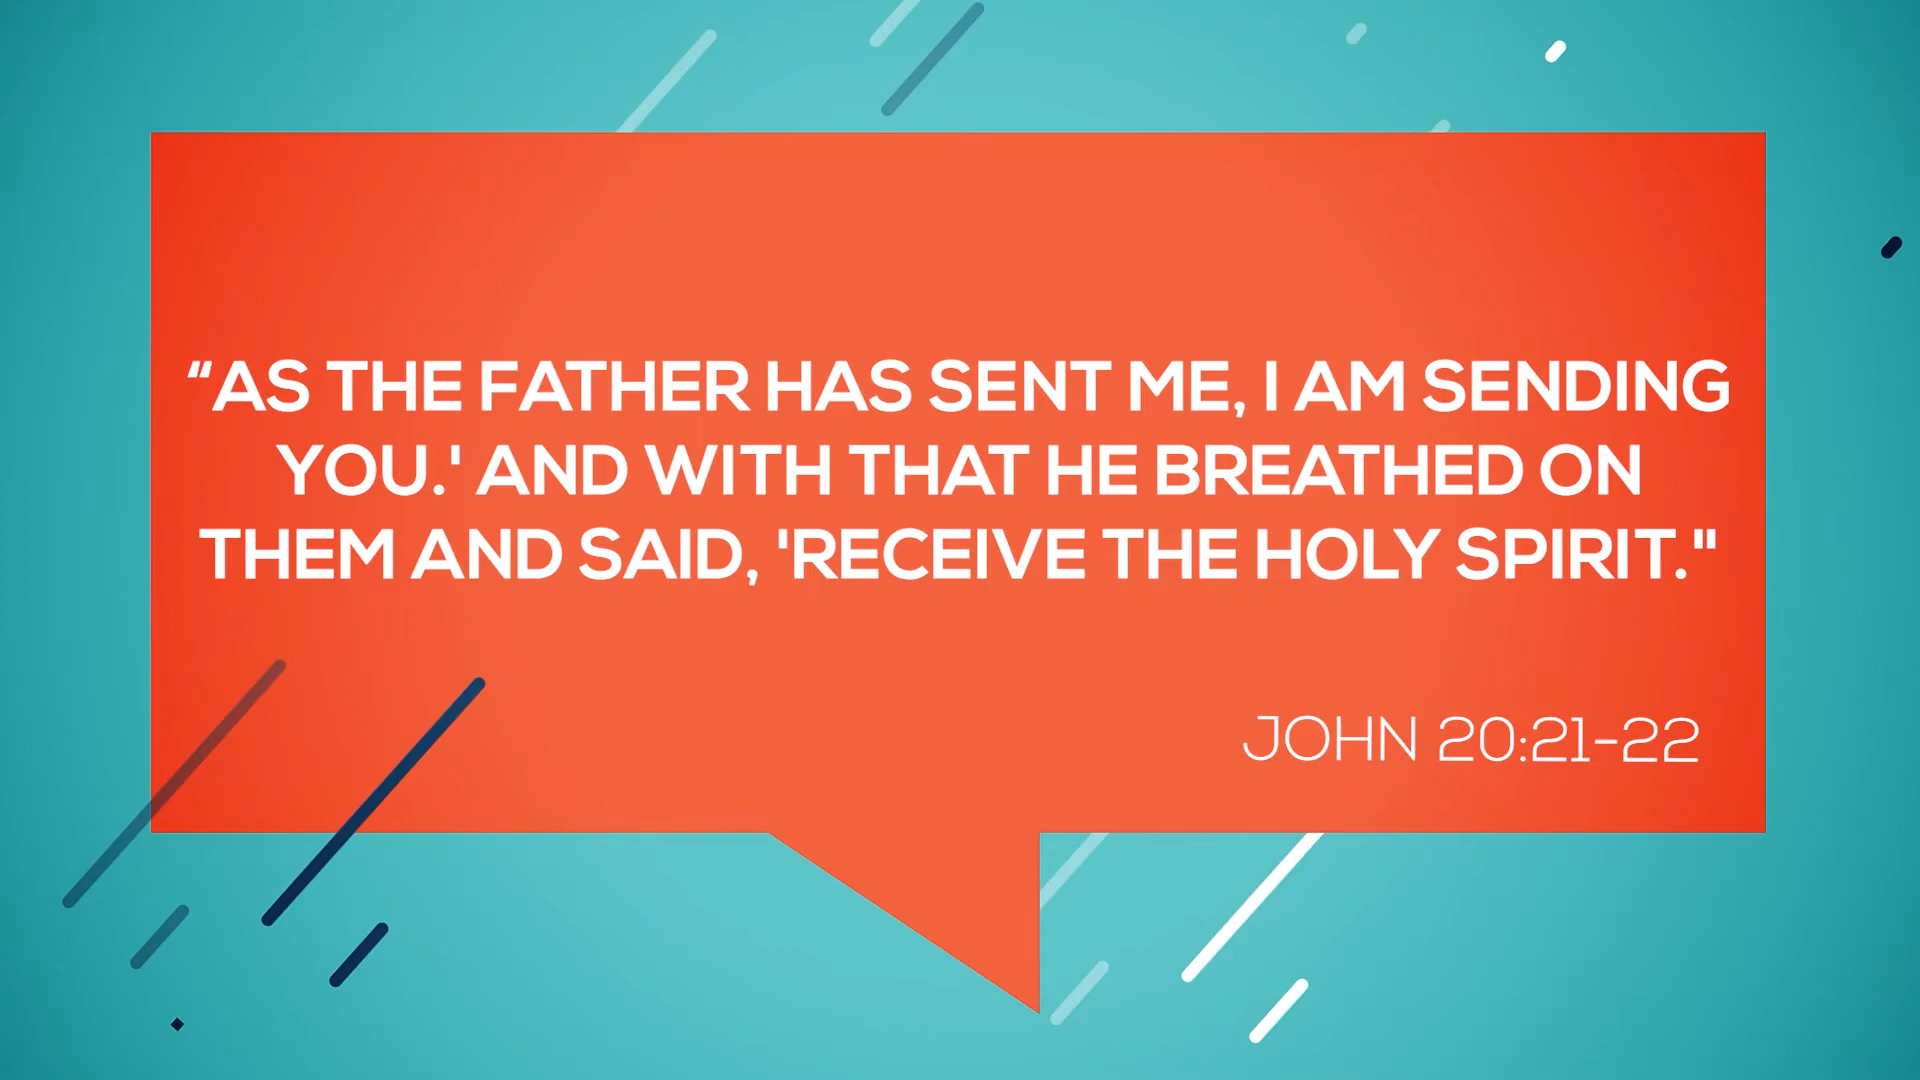 “AS THE FATHER HAS SENT ME, I AM SENDING
YOU.' AND WITH THAT HE BREATHED ON
THEM AND SAID, 'RECEIVE THE HOLY SPIRIT."
JOHN 20:21-22